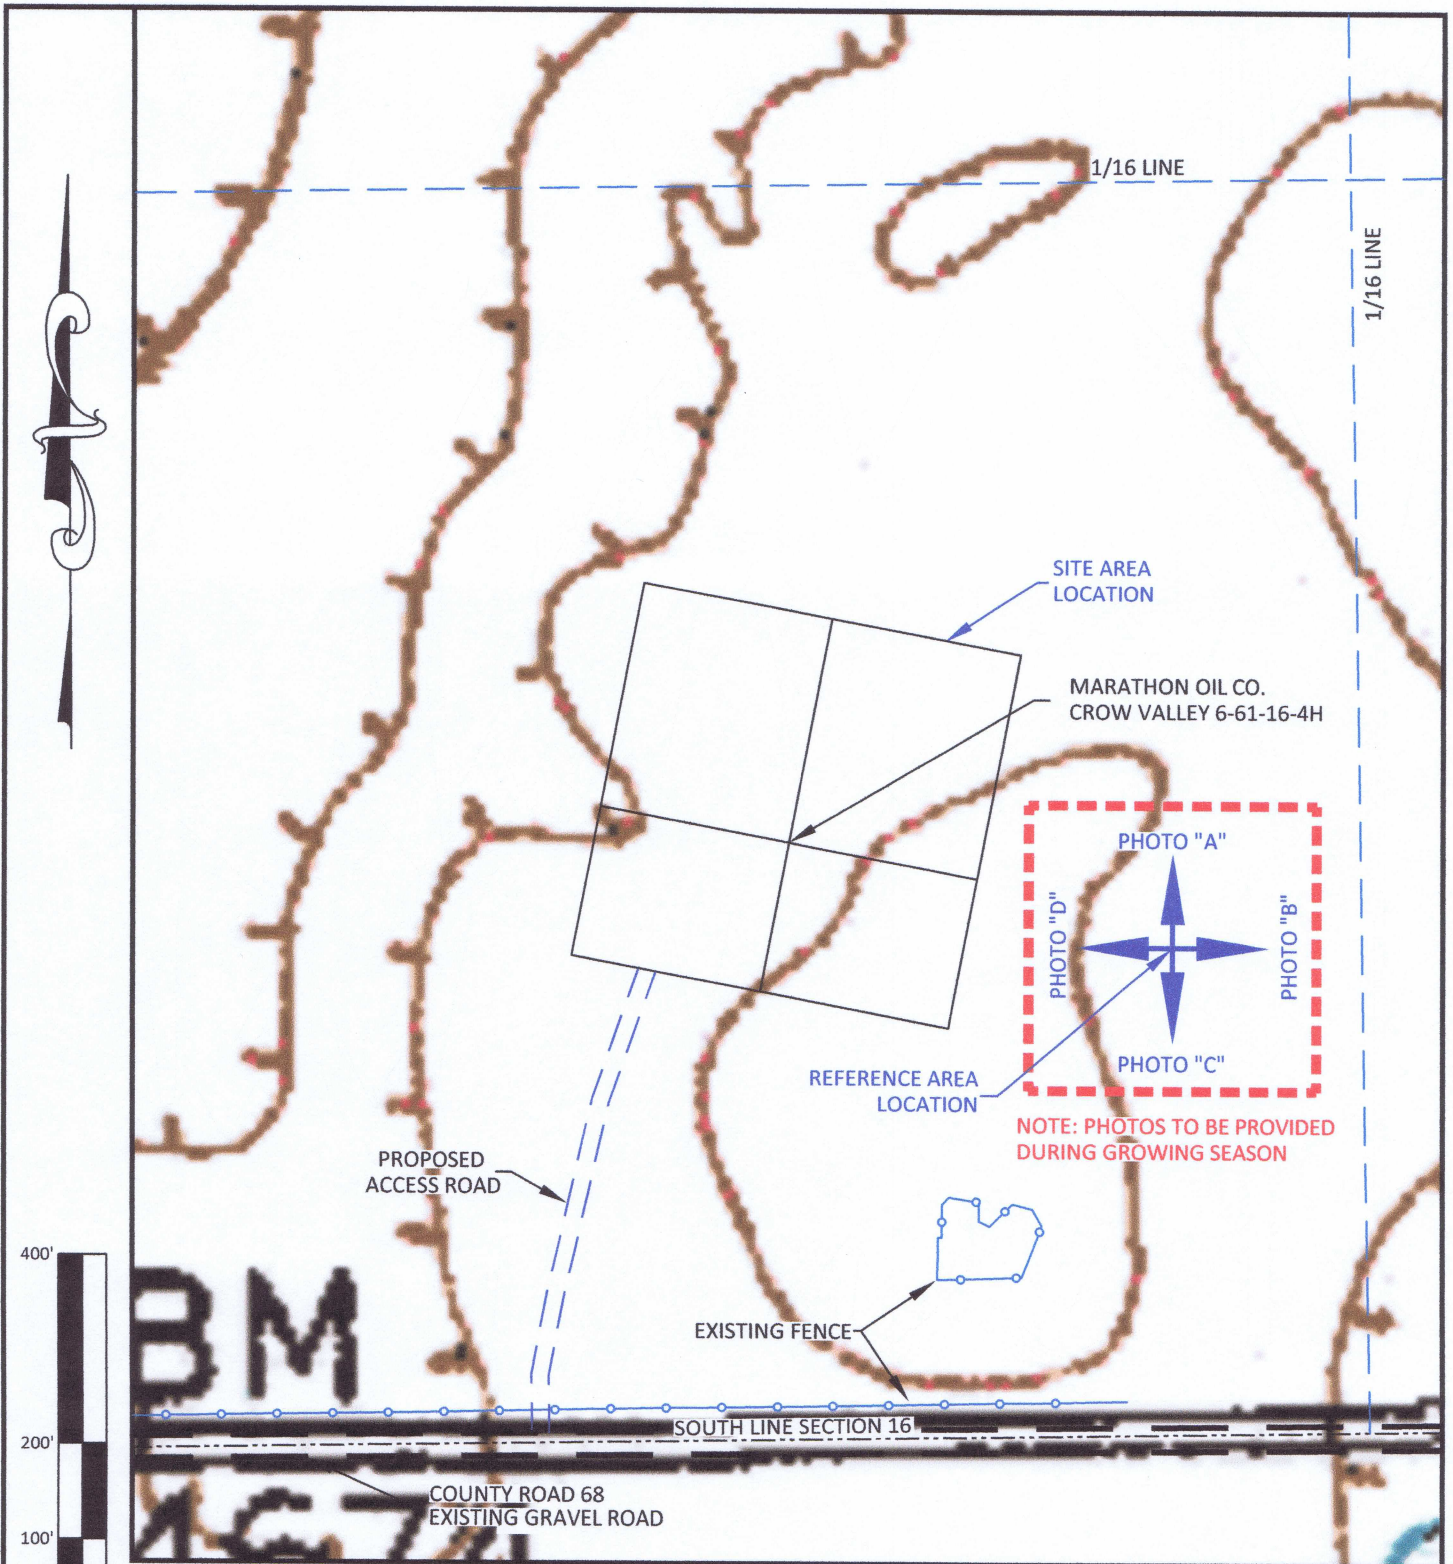 1/16 LINE
1/16 LINE
SITE AREA
LOCATION
MARATHON OIL CO.
CROW VALLEY 6-61-16-4H
PHOTO "A"
PHOTO "D"
PHOTO "B"
PHOTO "C"
REFERENCE AREA
LOCATION
NOTE: PHOTOS TO BE PROVIDED
DURING GROWING SEASON
PROPOSED
ACCESS ROAD
400'
BM
EXISTING FENCE
SOUTH LINE SECTION 16
200'
COUNTY ROAD 68
EXISTING GRAVEL ROAD
100'